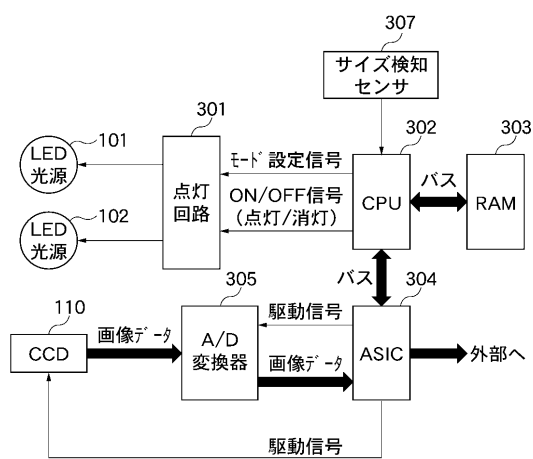 307
サイズ検知
センサ
301
302
303
101
LED
光源
102
LED
光源
点灯
回路
ﾓｰﾄﾞ 設定信号
ON/OFF信号
(点灯/消灯)
CPU
バス
RAM
バス
304
305
110
CCD
画像ﾃﾞｰﾀ
A/D
変換器
駆動信号
画像ﾃﾞｰﾀ
ASIC
外部へ
駆動信号